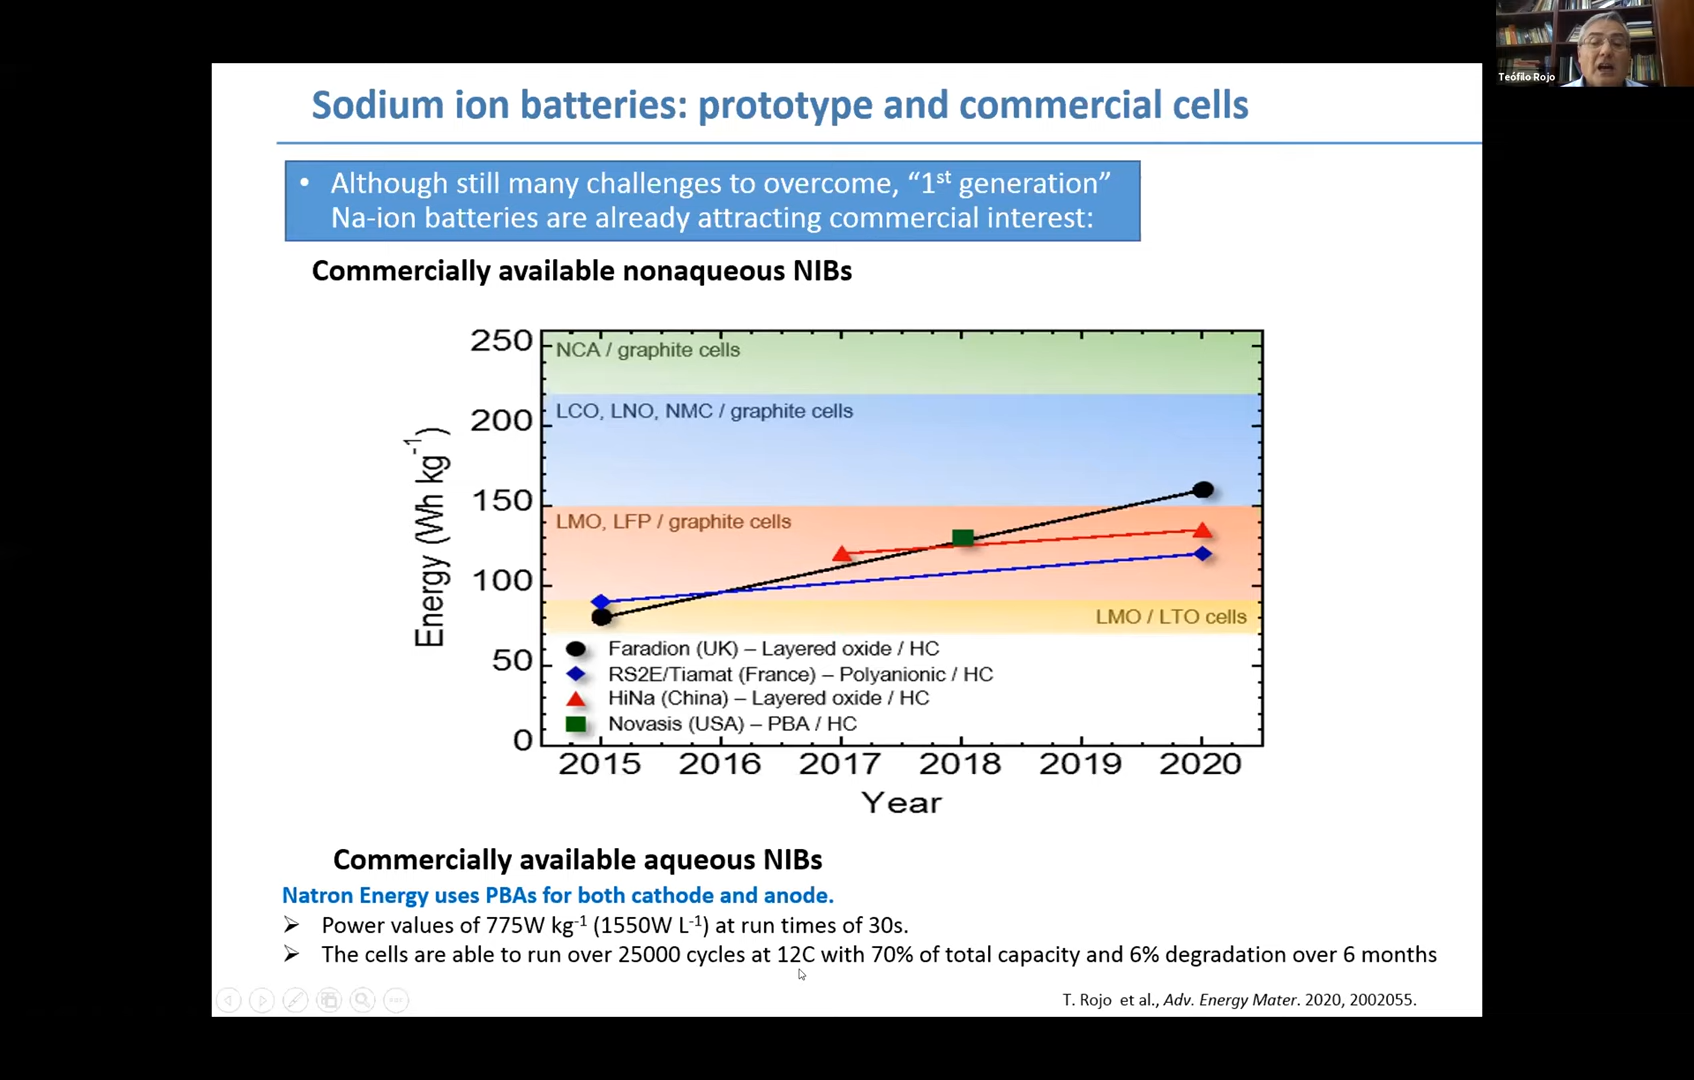 Teófilo Rojo
Sodium ion batteries: prototype and commercial cells
• Although still many challenges to overcome, “1st generation”
Na-ion batteries are already attracting commercial interest:
Commercially available nonaqueous NIBs
250
200
150
100
50
0
Energy (Wh kg-1)
NCA / graphite cells
LCO, LNO, NMC / graphite cells
LMO, LFP / graphite cells
LMO / LTO cells
Faradion (UK) – Layered oxide / HC
RS2E/Tiamat (France) – Polyanionic / HC
HiNa (China) – Layered oxide / HC
Novasis (USA) – PBA / HC
2015 2016 2017 2018 2019 2020
Year
Commercially available aqueous NIBs
Natron Energy uses PBAs for both cathode and anode.
➢ Power values of 775W kg-1 (1550W L-1) at run times of 30s.
➢ The cells are able to run over 25000 cycles at 12C with 70% of total capacity and 6% degradation over 6 months
T. Rojo et al., Adv. Energy Mater. 2020, 2002055.